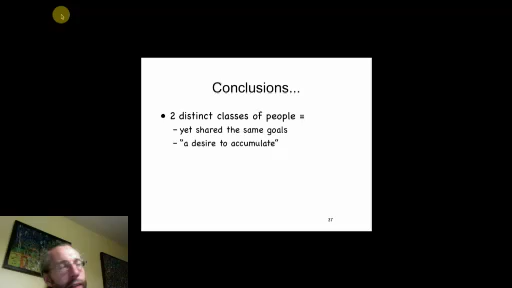 Conclusions...
• 2 distinct classes of people =
– yet shared the same goals
– "a desire to accumulate"
37